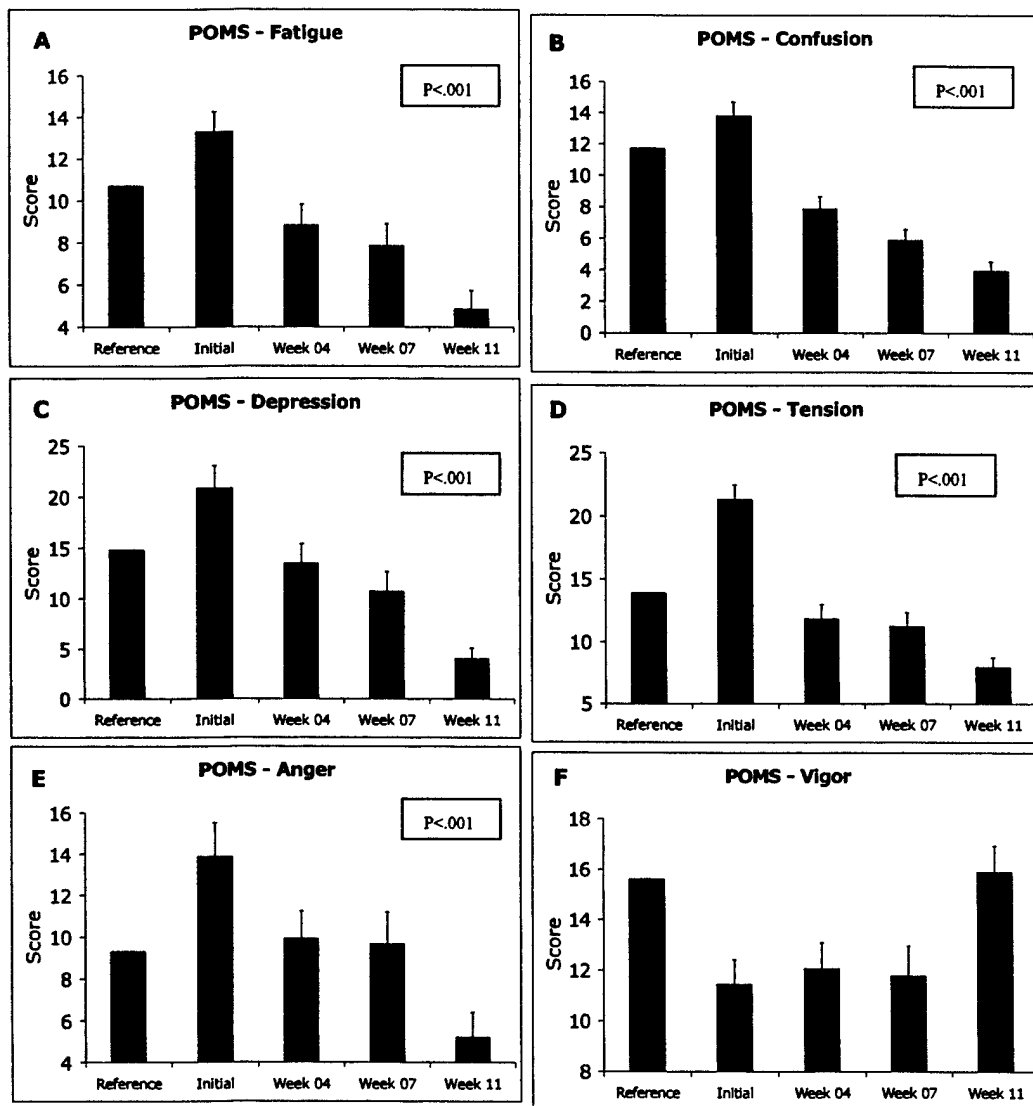 A
POMS - Fatigue
P<.001
16
14
12
10
8
6
4
Score
Reference Initial Week 04 Week 07 Week 11
B
POMS - Confusion
P<.001
16
14
12
10
8
6
4
2
0
Score
Reference Initial Week 04 Week 07 Week 11
C
POMS - Depression
P<.001
25
20
15
10
5
0
Score
Reference Initial Week 04 Week 07 Week 11
D
POMS - Tension
P<.001
25
20
15
10
5
Score
Reference Initial Week 04 Week 07 Week 11
E
POMS - Anger
P<.001
16
14
12
10
8
6
4
Score
Reference Initial Week 04 Week 07 Week 11
F
POMS - Vigor
18
16
14
12
10
8
Score
Reference Initial Week 04 Week 07 Week 11